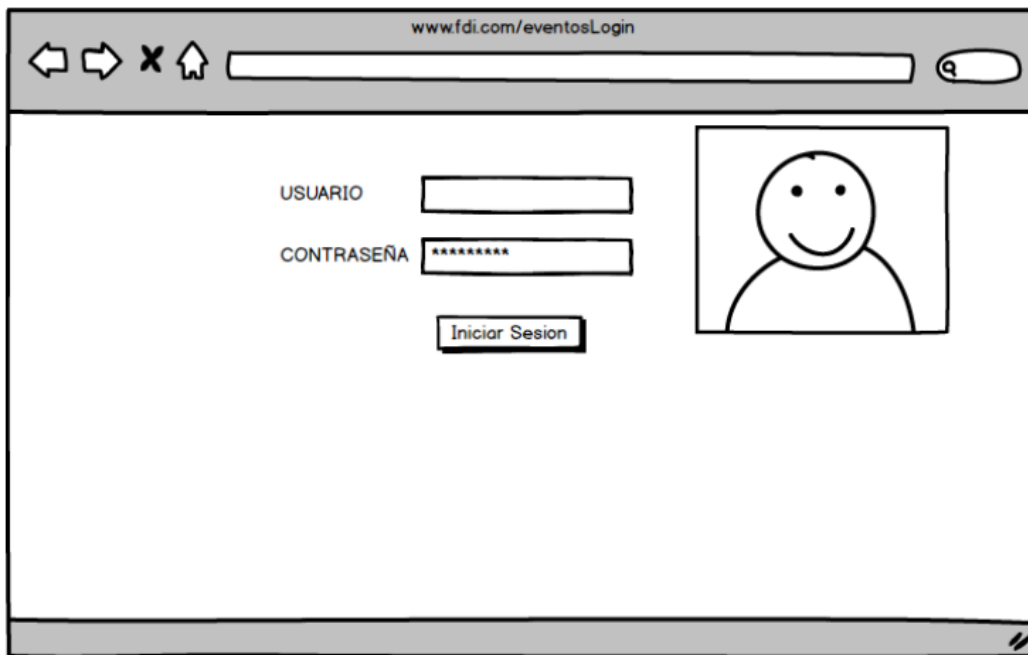 www.fdi.com/eventosLogin
USUARIO
CONTRASEÑA *********
Iniciar Sesion